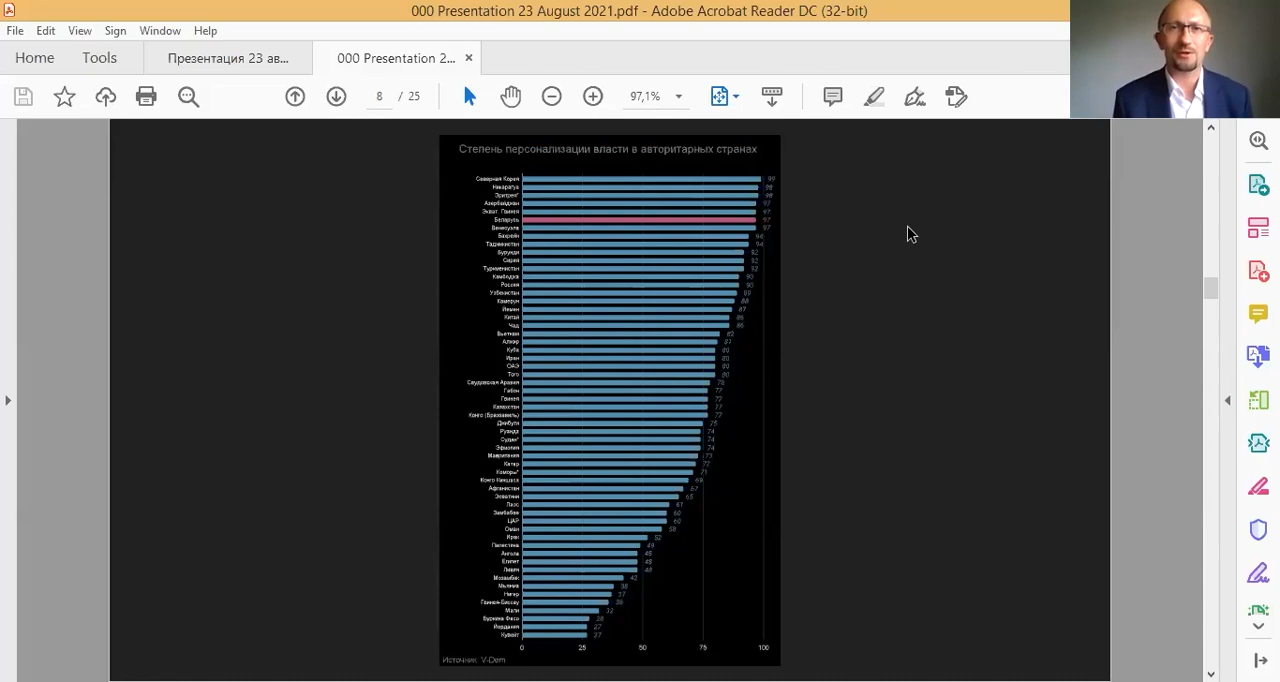 000 Presentation 23 August 2021.pdf - Adobe Acrobat Reader DC (32-bit)
File Edit View Sign Window Help
Home Tools Презентация 23 ав... 000 Presentation 2... ×
8 / 25 97,1%
Степень персонализации власти в авторитарных странах
Северная Корея 99
Никарагуа 98
Эритрея* 98
Азербайджан 97
Экват. Гвинея 97
Беларусь 97
Венесуэла 97
Бахрейн 94
Таджикистан 94
Бурунди 92
Сирия 92
Туркменистан 92
Камбоджа 90
Россия 90
Узбекистан 89
Камерун 88
Йемен 87
Китай 86
Чад 86
Вьетнам 82
Алжир 81
Куба 80
Иран 80
ОАЭ 80
Того 80
Саудовская Аравия 78
Габон 77
Гвинея 77
Казахстан 77
Конго (Браззавиль) 77
Джибути 75
Руанда 74
Судан* 74
Эфиопия 74
Мавритания 73
Катар 72
Коморы* 71
Конго Киншаса 69
Афганистан 67
Эсватини 65
Лаос 61
Зимбабве 60
ЦАР 60
Оман 58
Ирак 52
Палестина 49
Ангола 48
Египет 48
Ливия 48
Мозамбик 42
Мьянма 38
Нигер 37
Гвинея-Биссау 36
Мали 32
Буркина Фасо 28
Иордания 27
Кувейт 27
0 25 50 75 100
Источник: V-Dem